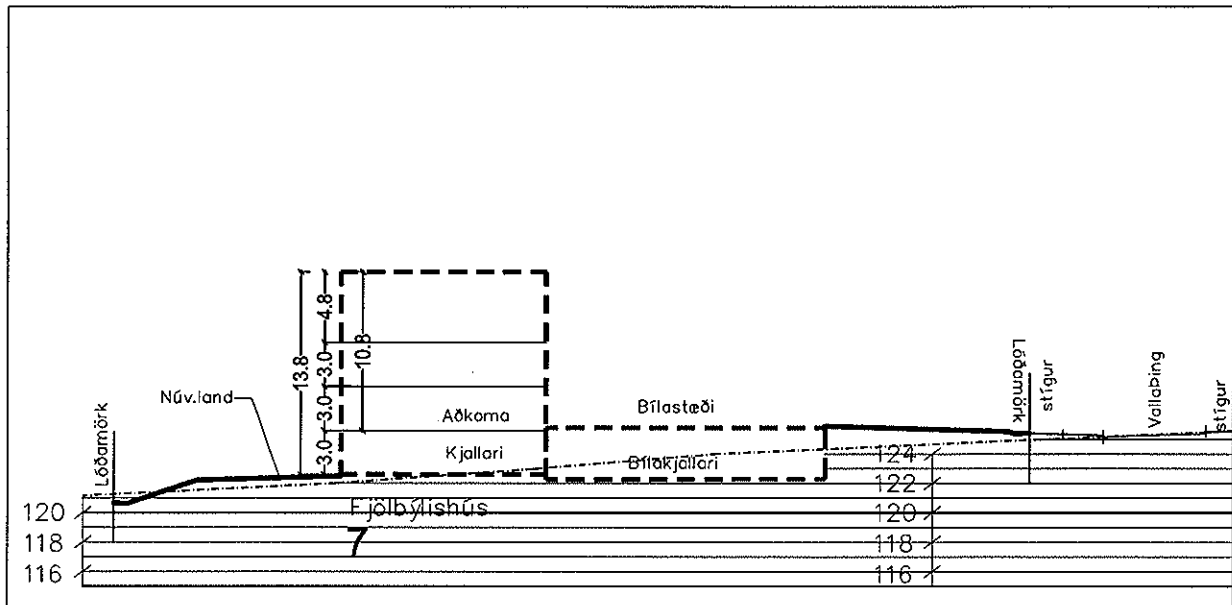 4.8
3.0
3.0
3.0
13.8
10.8
Núv.land
Lóðamörk
Aðkoma
Kjallari
Bílastæði
Bílakjallari
Lóðamörk
stígur
Vallaþing
stígur
124
122
120
120
118
118
116
116
Fjölbýlishús
7